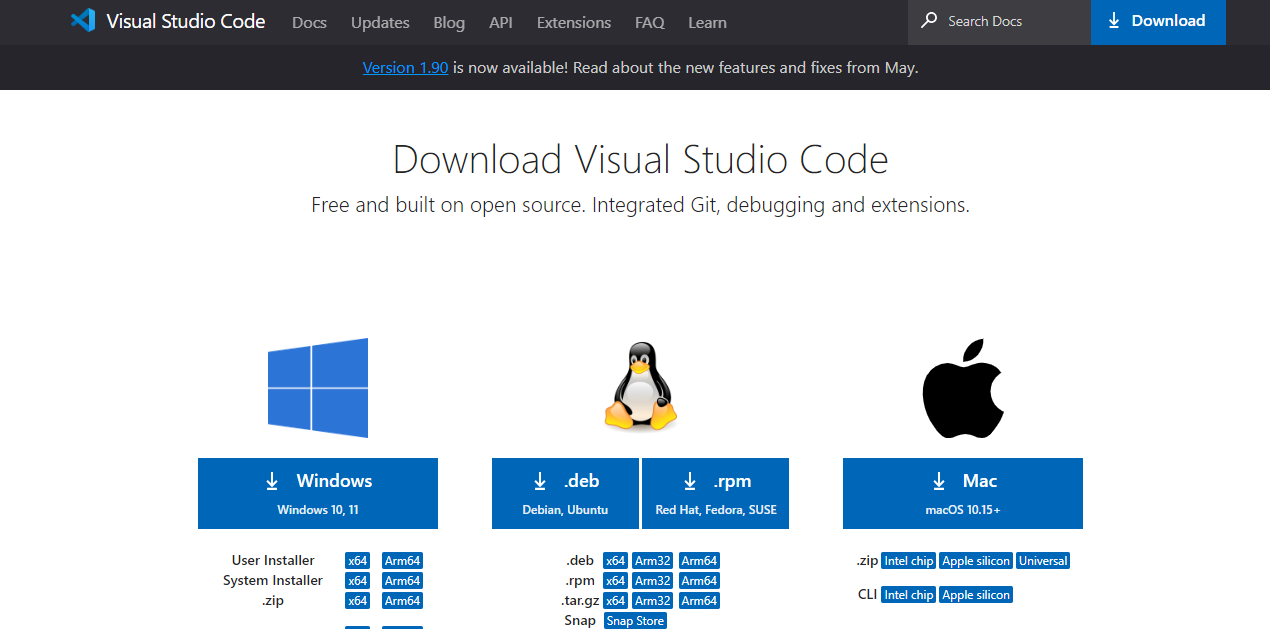 Visual Studio Code Docs Updates Blog API Extensions FAQ Learn Search Docs Download
Version 1.90 is now available! Read about the new features and fixes from May.
Download Visual Studio Code
Free and built on open source. Integrated Git, debugging and extensions.
Windows
Windows 10, 11
.deb
Debian, Ubuntu
.rpm
Red Hat, Fedora, SUSE
Mac
macOS 10.15+
User Installer x64 Arm64
System Installer x64 Arm64
.zip x64 Arm64
.deb x64 Arm32 Arm64
.rpm x64 Arm32 Arm64
.tar.gz x64 Arm32 Arm64
Snap Snap Store
.zip Intel chip Apple silicon Universal
CLI Intel chip Apple silicon